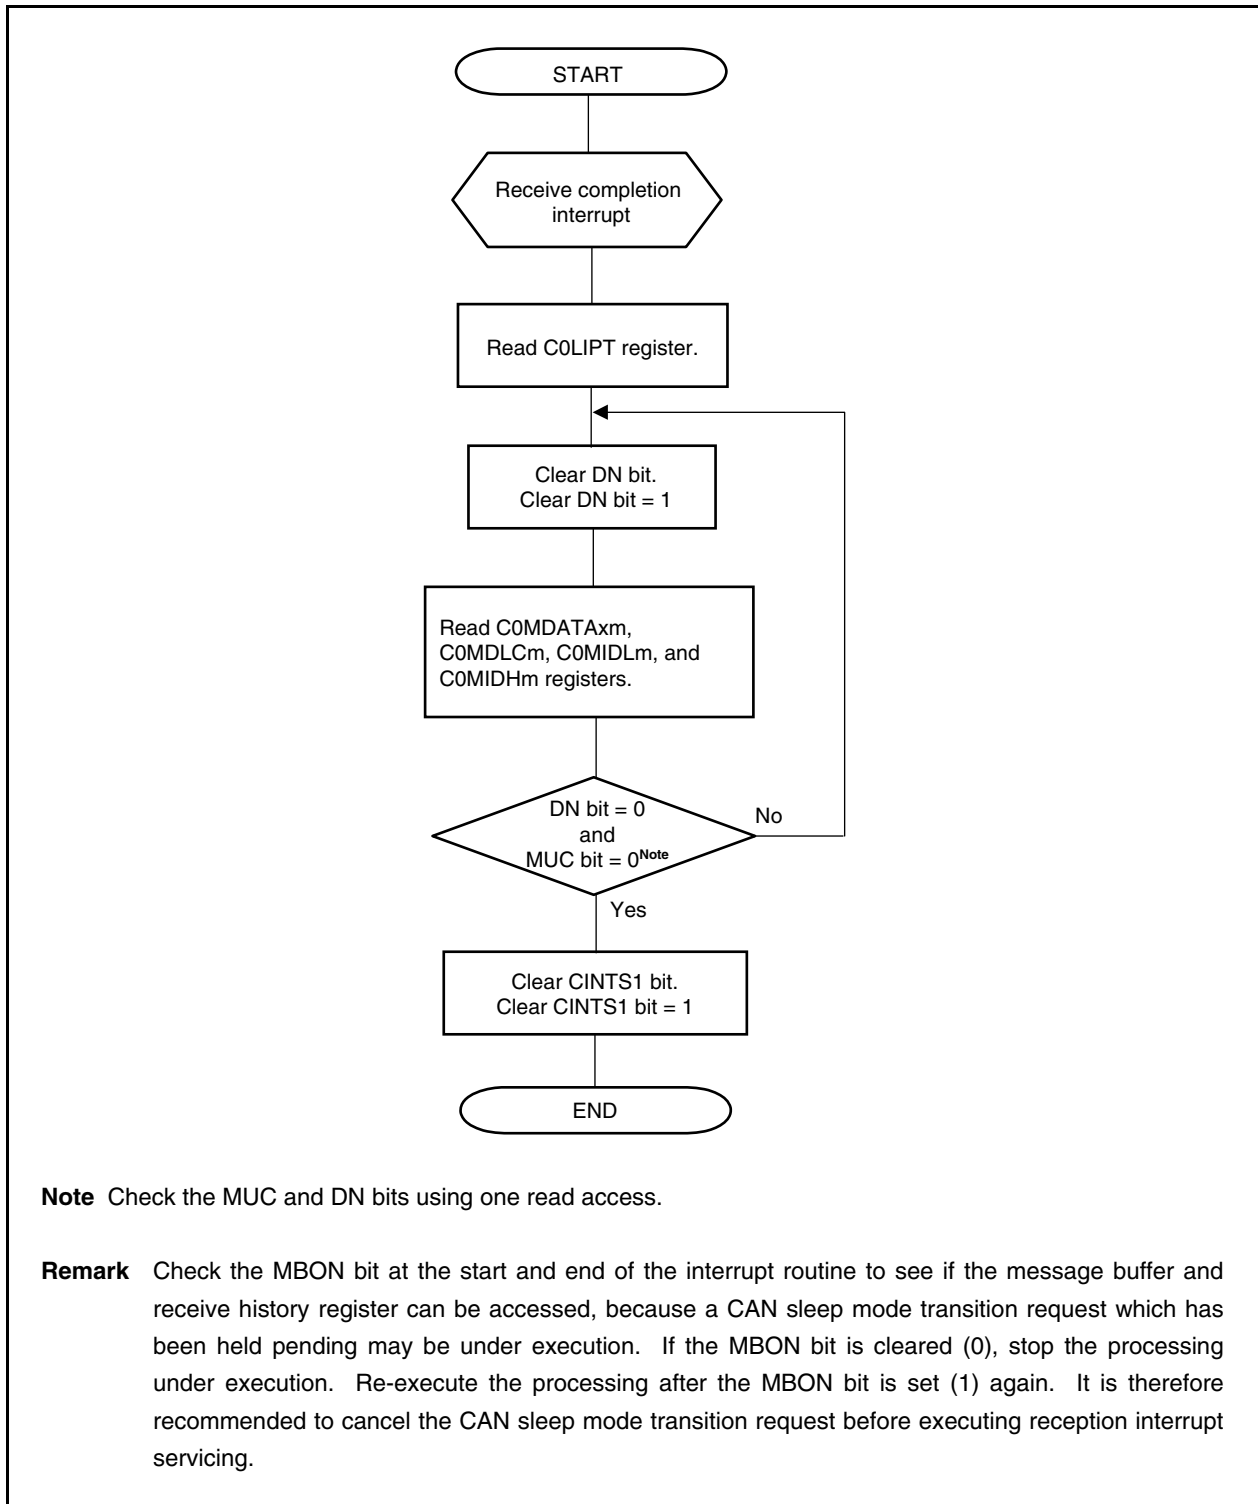 START
Receive completion
interrupt
Read C0LIPT register.
Clear DN bit.
Clear DN bit = 1
Read C0MDATAxm,
C0MDLCm, C0MIDLm, and
C0MIDHm registers.
DN bit = 0
and
MUC bit = 0Note
No
Yes
Clear CINTS1 bit.
Clear CINTS1 bit = 1
END
Note Check the MUC and DN bits using one read access.
Remark Check the MBON bit at the start and end of the interrupt routine to see if the message buffer and
receive history register can be accessed, because a CAN sleep mode transition request which has
been held pending may be under execution. If the MBON bit is cleared (0), stop the processing
under execution. Re-execute the processing after the MBON bit is set (1) again. It is therefore
recommended to cancel the CAN sleep mode transition request before executing reception interrupt
servicing.